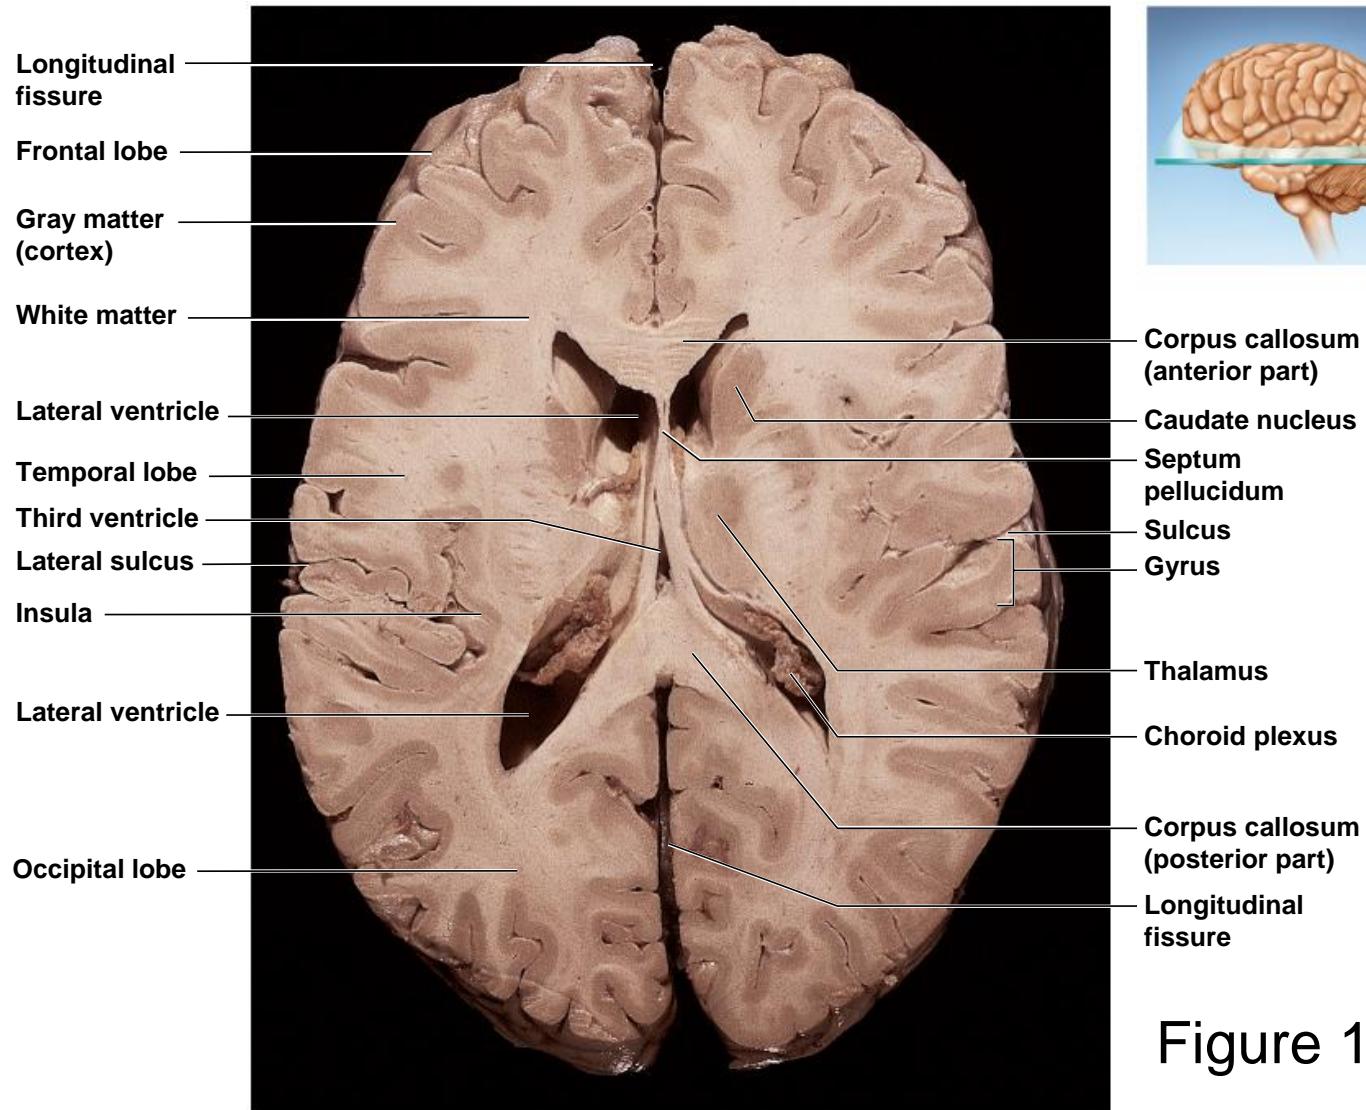 Longitudinal
fissure
Frontal lobe
Gray matter
(cortex)
White matter
Lateral ventricle
Temporal lobe
Third ventricle
Lateral sulcus
Insula
Lateral ventricle
Occipital lobe
Corpus callosum
(anterior part)
Caudate nucleus
Septum
pellucidum
Sulcus
Gyrus
Thalamus
Choroid plexus
Corpus callosum
(posterior part)
Longitudinal
fissure
Figure 1